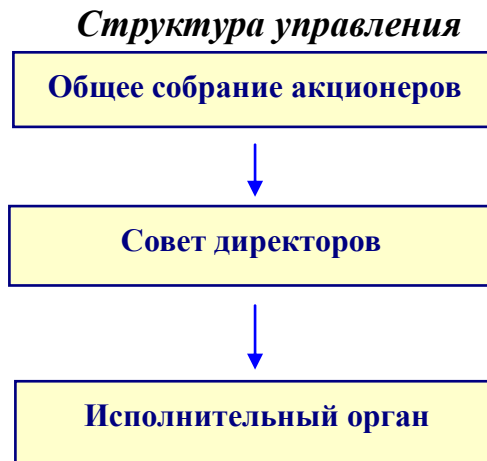 Структура управления
Общее собрание акционеров
Совет директоров
Исполнительный орган